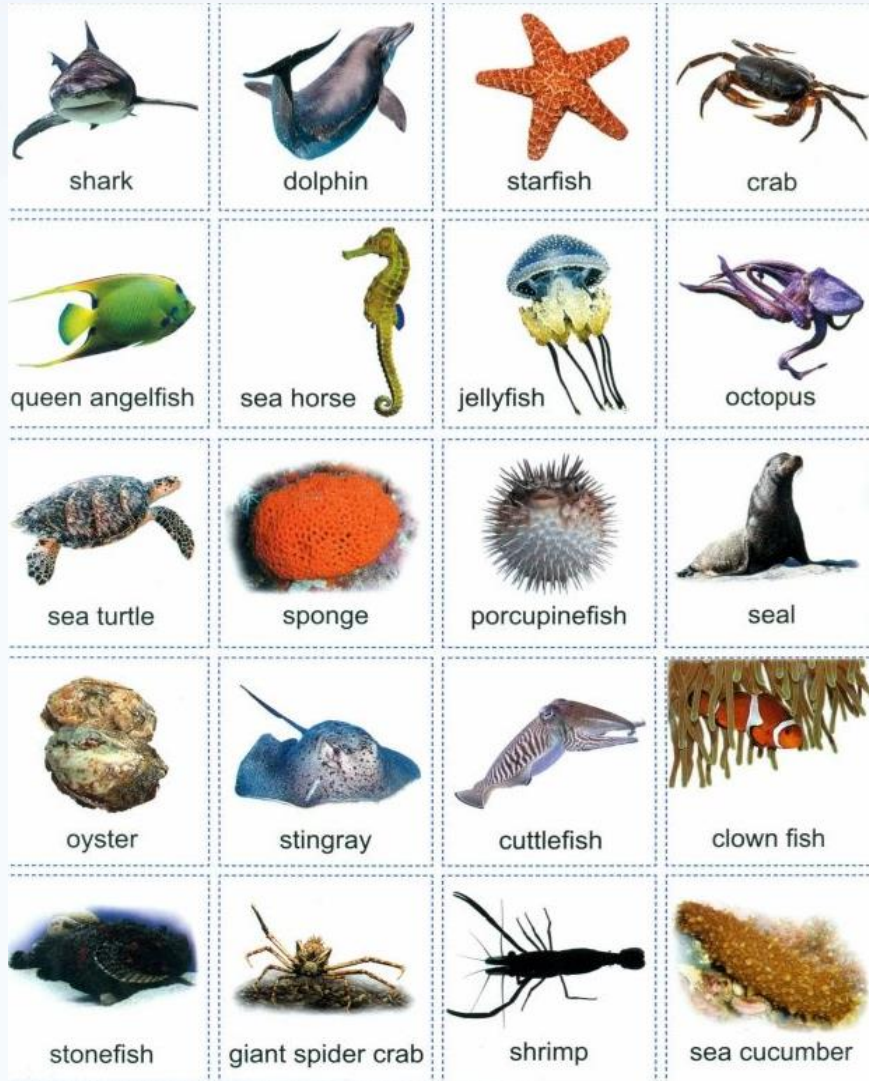 shark
dolphin
starfish
crab
queen angelfish
sea horse
jellyfish
octopus
sea turtle
sponge
porcupinefish
seal
oyster
stingray
cuttlefish
clown fish
stonefish
giant spider crab
shrimp
sea cucumber